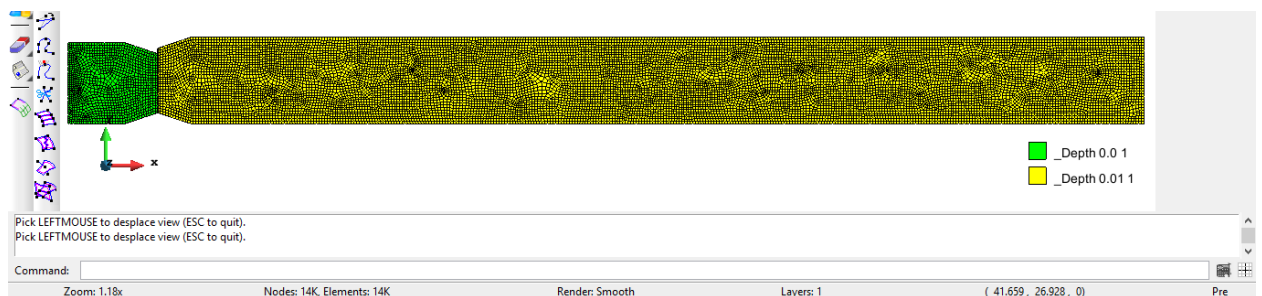 x
_Depth 0.0 1
_Depth 0.01 1
Pick LEFTMOUSE to desplace view (ESC to quit).
Pick LEFTMOUSE to desplace view (ESC to quit).
Command:
Zoom: 1.18x Nodes: 14K, Elements: 14K Render: Smooth Layers: 1 ( 41.659 , 26.928 , 0) Pre